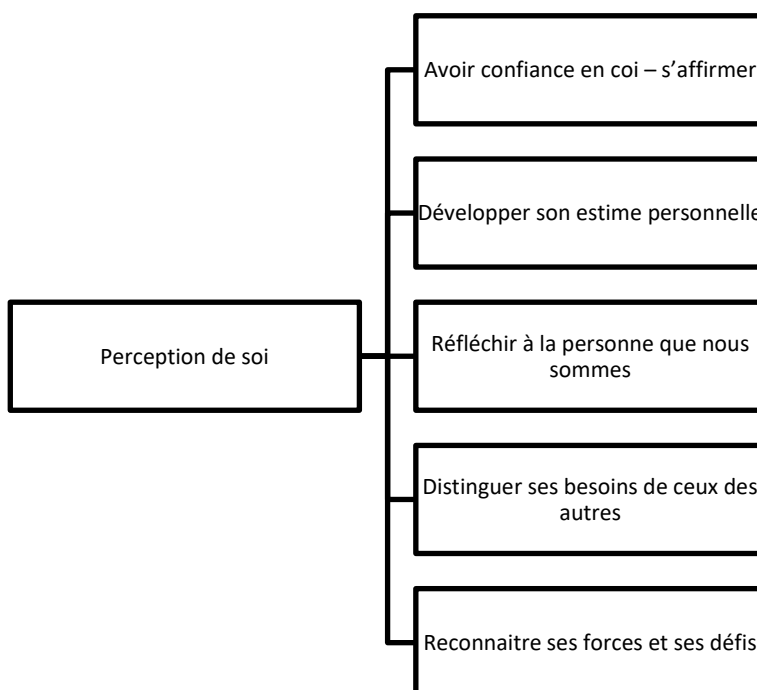 Avoir confiance en coi – s’affirmer
Développer son estime personnelle
Perception de soi
Réfléchir à la personne que nous
sommes
Distinguer ses besoins de ceux des
autres
Reconnaitre ses forces et ses défis